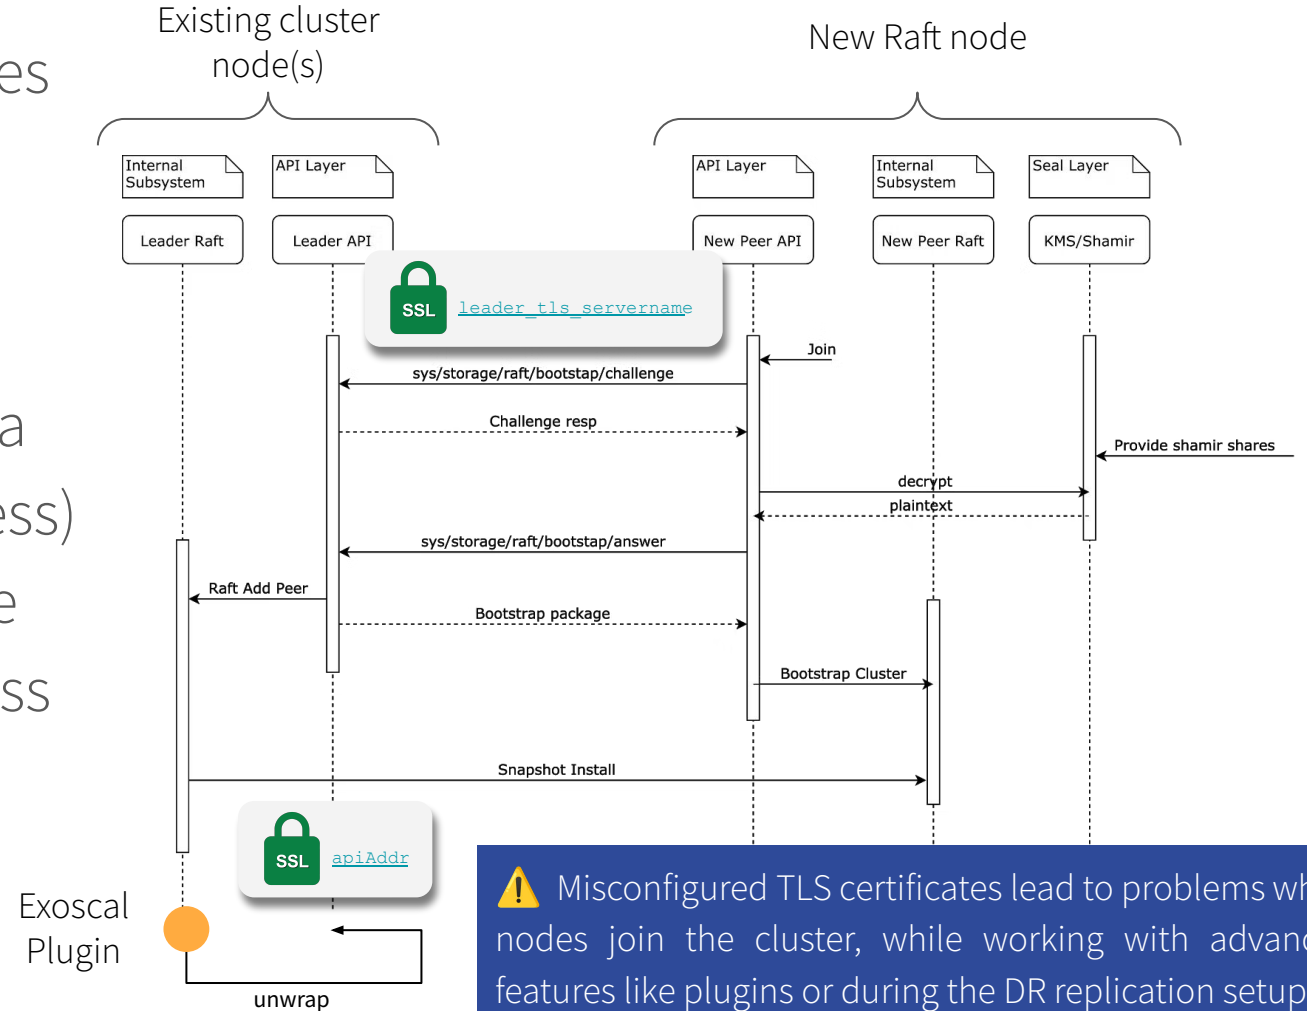 Existing cluster
node(s)
New Raft node
es
a
ess)
e
ss
Internal
Subsystem
API Layer
API Layer
Internal
Subsystem
Seal Layer
Leader Raft
Leader API
New Peer API
New Peer Raft
KMS/Shamir
SSL leader_tls_servername
Join
sys/storage/raft/bootstap/challenge
Challenge resp
Provide shamir shares
decrypt
plaintext
sys/storage/raft/bootstap/answer
Raft Add Peer
Bootstrap package
Bootstrap Cluster
Snapshot Install
SSL apiAddr
Exoscal
Plugin
unwrap
⚠️ Misconfigured TLS certificates lead to problems wh
nodes join the cluster, while working with advanc
features like plugins or during the DR replication setup